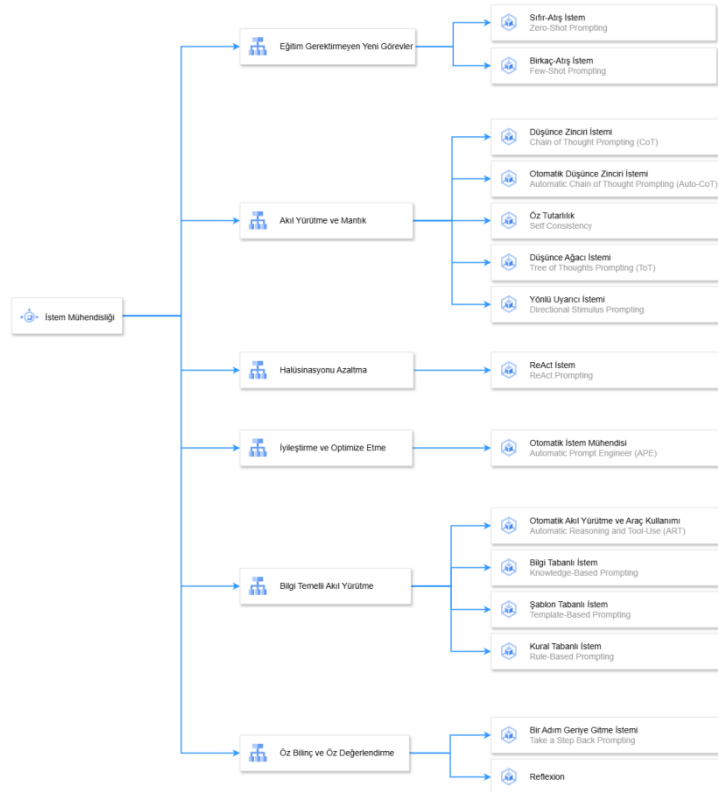 İstem Mühendisliği
Eğitim Gerektirmeyen Yeni Görevler
Sıfır-Atış İstem
Zero-Shot Prompting
Birkaç-Atış İstem
Few-Shot Prompting
Akıl Yürütme ve Mantık
Düşünce Zinciri İstemi
Chain of Thought Prompting (CoT)
Otomatik Düşünce Zinciri İstemi
Automatic Chain of Thought Prompting (Auto-CoT)
Öz Tutarlılık
Self Consistency
Düşünce Ağacı İstemi
Tree of Thoughts Prompting (ToT)
Yönlü Uyarıcı İstemi
Directional Stimulus Prompting
Halüsinasyonu Azaltma
ReAct İstem
ReAct Prompting
İyileştirme ve Optimize Etme
Otomatik İstem Mühendisi
Automatic Prompt Engineer (APE)
Bilgi Temelli Akıl Yürütme
Otomatik Akıl Yürütme ve Araç Kullanımı
Automatic Reasoning and Tool-Use (ART)
Bilgi Tabanlı İstem
Knowledge-Based Prompting
Şablon Tabanlı İstem
Template-Based Prompting
Kural Tabanlı İstem
Rule-Based Prompting
Öz Bilinç ve Öz Değerlendirme
Bir Adım Geriye Gitme İstemi
Take a Step Back Prompting
Reflexion